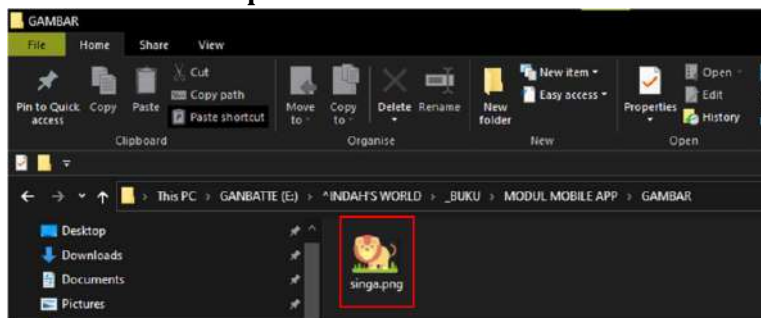 GAMBAR
File Home Share View
Pin to Quick access
Copy
Paste
Cut
Copy path
Paste shortcut
Clipboard
Move to
Copy to
Delete
Rename
Organise
New folder
New item
Easy access
New
Properties
Open
Edit
History
Open
This PC > GANBATTE (E:) > ^INDAH'S WORLD > _BUKU > MODUL MOBILE APP > GAMBAR
Desktop
Downloads
Documents
Pictures
singa.png